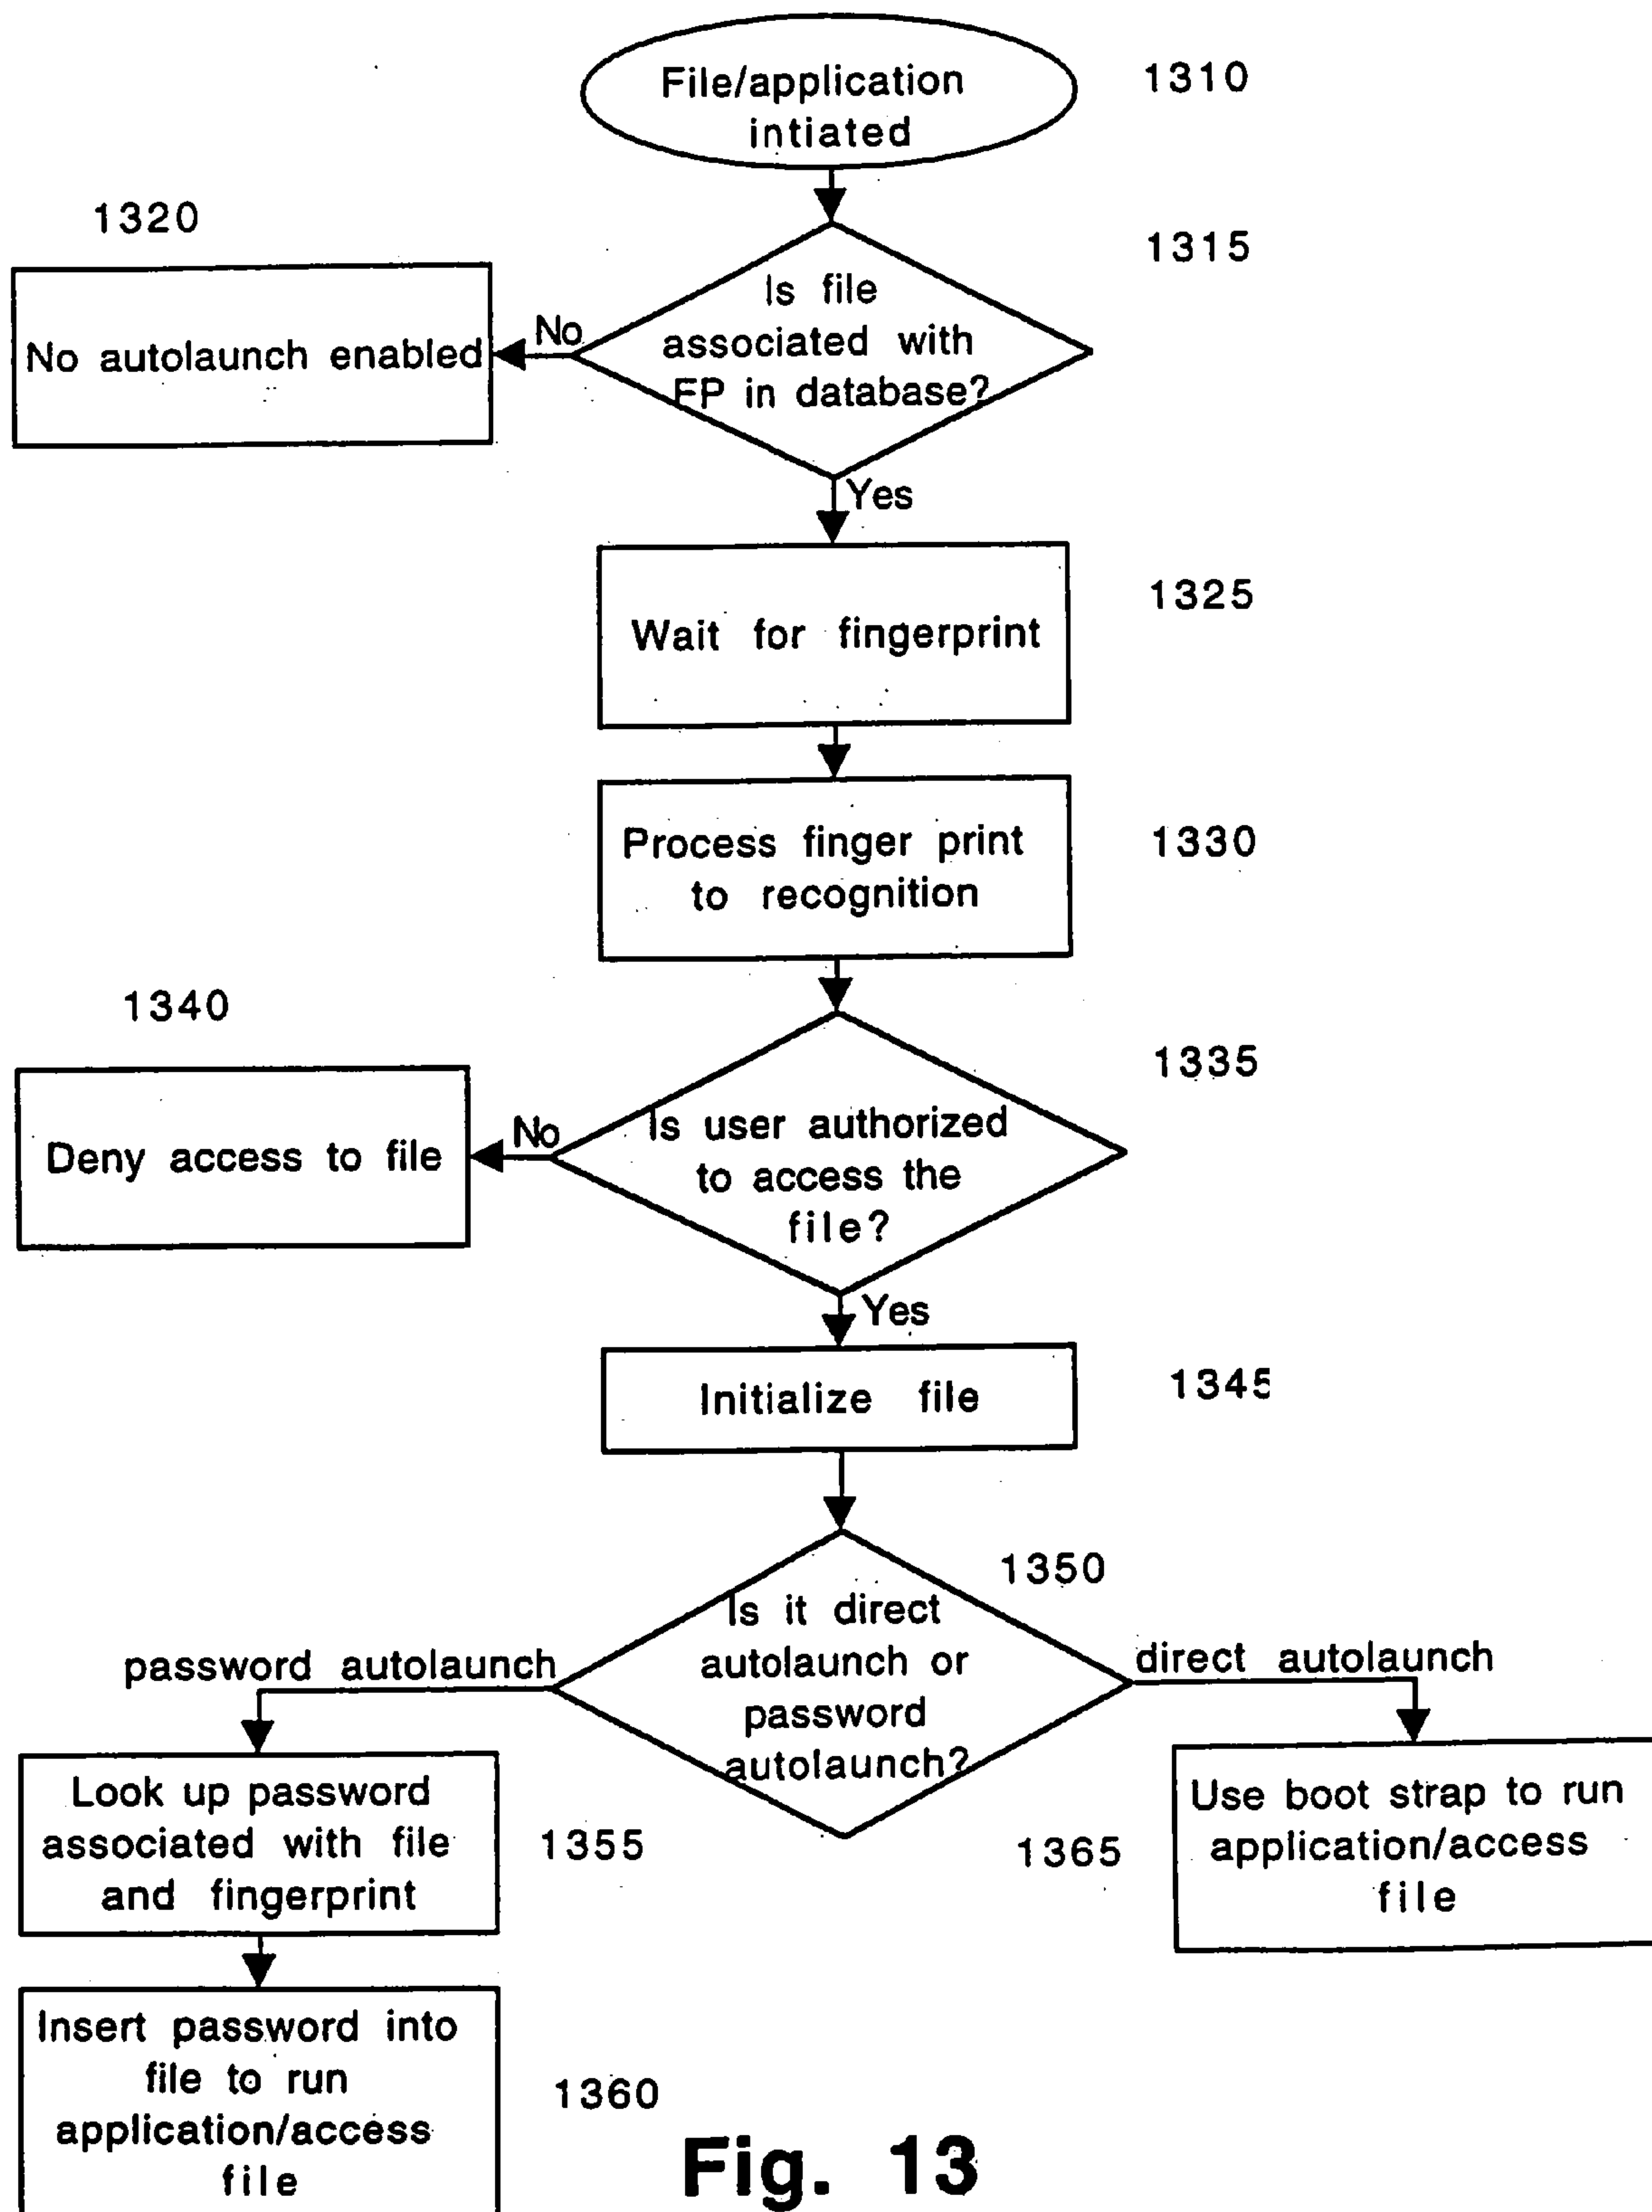 File/application
intiated
1310
1320
1315
Is file
associated with
FP in database?
No
No autolaunch enabled
Yes
Wait for fingerprint
1325
Process finger print
to recognition
1330
1340
1335
Is user authorized
to access the
file?
No
Deny access to file
Yes
Initialize file
1345
1350
Is it direct
autolaunch or
password
autolaunch?
password autolaunch
direct autolaunch
Look up password
associated with file
and fingerprint
1355
1365
Use boot strap to run
application/access
file
Insert password into
file to run
application/access
file
1360
Fig. 13